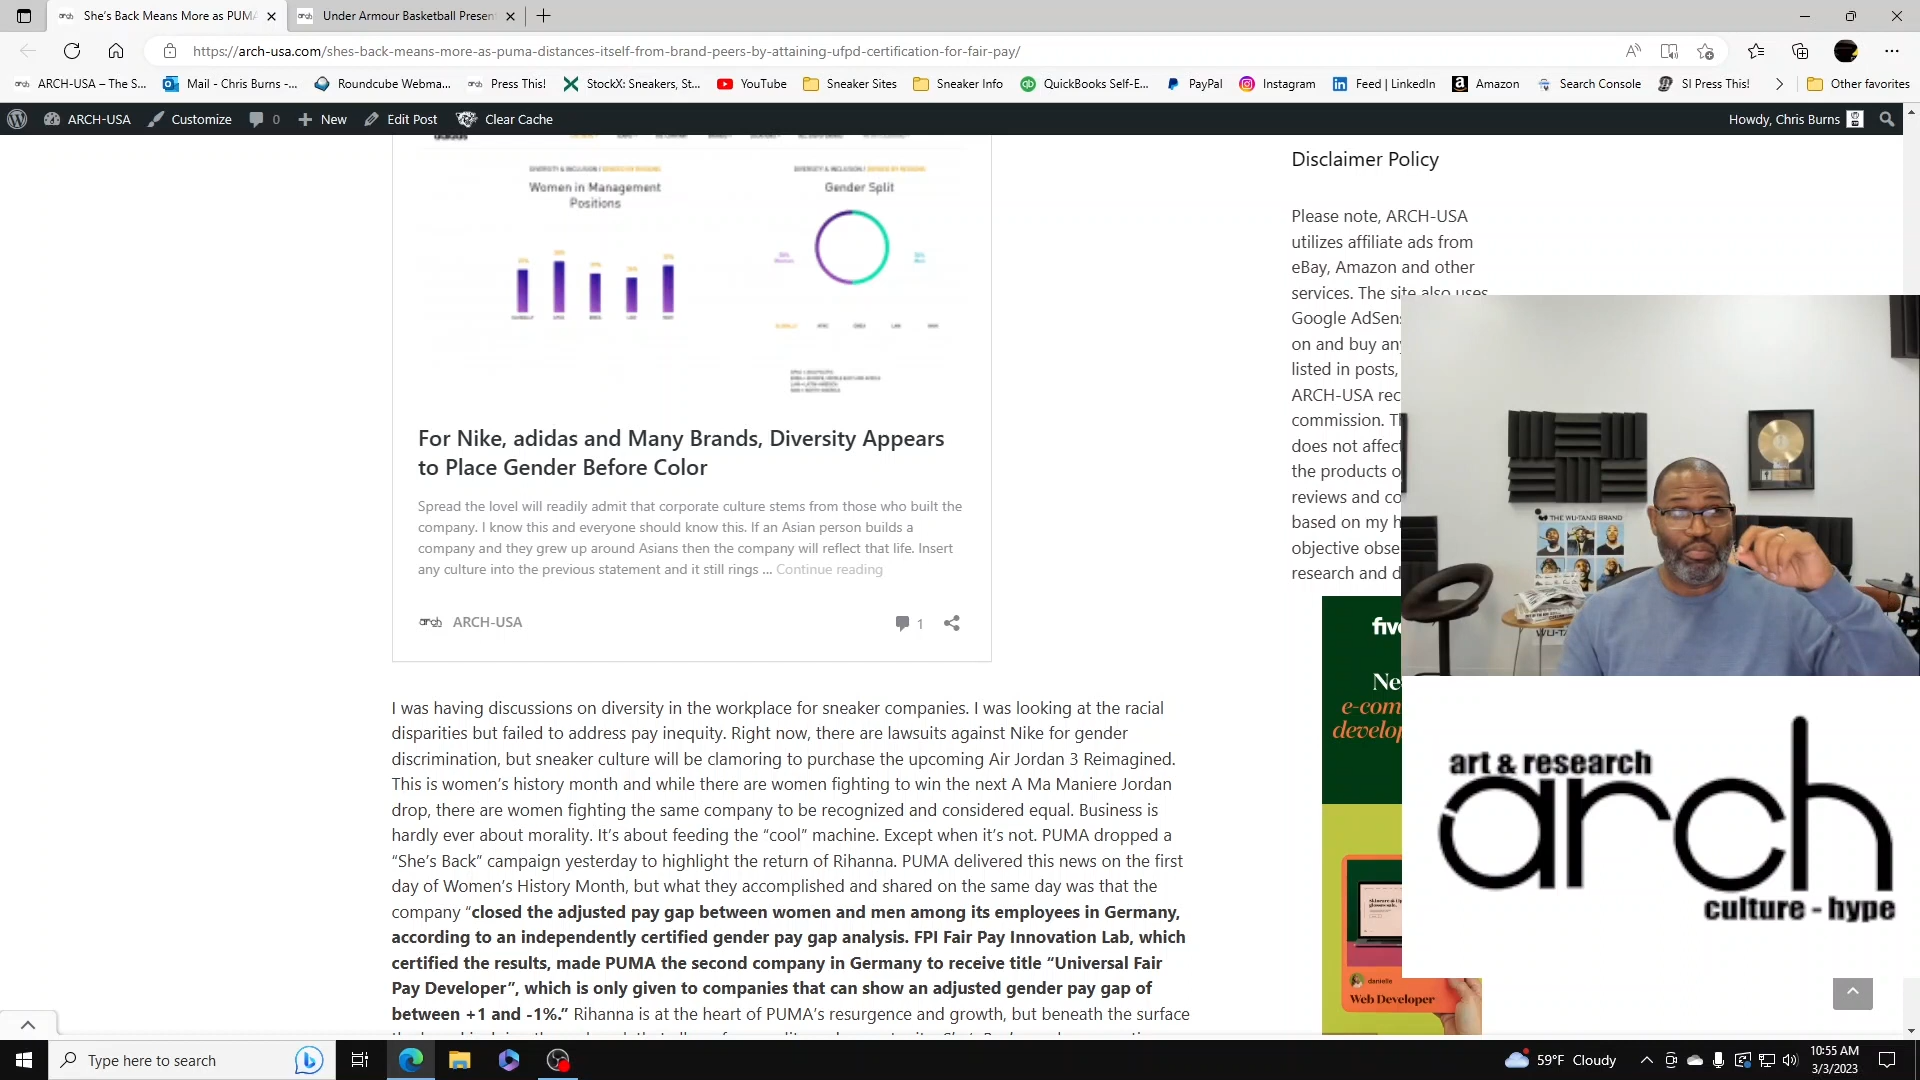 She's Back Means More as PUMA
Under Armour Basketball Present
https://arch-usa.com/shes-back-means-more-as-puma-distances-itself-from-brand-peers-by-attaining-ufpd-certification-for-fair-pay/
ARCH-USA – The S...
Mail - Chris Burns -...
Roundcube Webma...
Press This!
StockX: Sneakers, St...
YouTube
Sneaker Sites
Sneaker Info
QuickBooks Self-E...
PayPal
Instagram
Feed | LinkedIn
Amazon
Search Console
SI Press This!
Other favorites
ARCH-USA
Customize
0
New
Edit Post
Clear Cache
Howdy, Chris Burns
DIVERSITY & INCLUSION /
Women in Management
Positions
DIVERSITY & INCLUSION /
Gender Split
For Nike, adidas and Many Brands, Diversity Appears
to Place Gender Before Color
Spread the loveI will readily admit that corporate culture stems from those who built the
company. I know this and everyone should know this. If an Asian person builds a
company and they grew up around Asians then the company will reflect that life. Insert
any culture into the previous statement and it still rings ... Continue reading
arch ARCH-USA
1
I was having discussions on diversity in the workplace for sneaker companies. I was looking at the racial
disparities but failed to address pay inequity. Right now, there are lawsuits against Nike for gender
discrimination, but sneaker culture will be clamoring to purchase the upcoming Air Jordan 3 Reimagined.
This is women's history month and while there are women fighting to win the next A Ma Maniere Jordan
drop, there are women fighting the same company to be recognized and considered equal. Business is
hardly ever about morality. It's about feeding the "cool" machine. Except when it's not. PUMA dropped a
"She's Back" campaign yesterday to highlight the return of Rihanna. PUMA delivered this news on the first
day of Women's History Month, but what they accomplished and shared on the same day was that the
company "closed the adjusted pay gap between women and men among its employees in Germany,
according to an independently certified gender pay gap analysis. FPI Fair Pay Innovation Lab, which
certified the results, made PUMA the second company in Germany to receive title "Universal Fair
Pay Developer", which is only given to companies that can show an adjusted gender pay gap of
between +1 and -1%." Rihanna is at the heart of PUMA's resurgence and growth, but beneath the surface
Disclaimer Policy
Please note, ARCH-USA
utilizes affiliate ads from
eBay, Amazon and other
services. The site also uses
Google AdSens
on and buy any
listed in posts,
ARCH-USA rec
commission. Th
does not affect
the products o
reviews and co
based on my h
objective obse
research and d
five
Ne
e-com
develop
danielle
Web Developer
THE WU-TANG BRAND
WU-TA
art & research
arch
culture - hype
Type here to search
59°F Cloudy
10:55 AM
3/3/2023